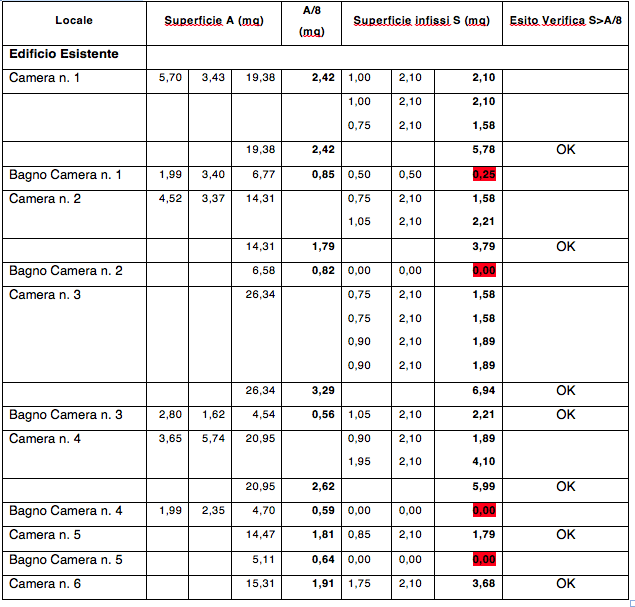 Locale Superficie A (mq) A/8 (mq) Superficie infissi S (mq) Esito Verifica S>A/8
Edificio Esistente
Camera n. 1 5,70 3,43 19,38 2,42 1,00 2,10 2,10
1,00 2,10 2,10
0,75 2,10 1,58
19,38 2,42 5,78 OK
Bagno Camera n. 1 1,99 3,40 6,77 0,85 0,50 0,50 0,25
Camera n. 2 4,52 3,37 14,31 0,75 2,10 1,58
1,05 2,10 2,21
14,31 1,79 3,79 OK
Bagno Camera n. 2 6,58 0,82 0,00 0,00 0,00
Camera n. 3 26,34 0,75 2,10 1,58
0,75 2,10 1,58
0,90 2,10 1,89
0,90 2,10 1,89
26,34 3,29 6,94 OK
Bagno Camera n. 3 2,80 1,62 4,54 0,56 1,05 2,10 2,21 OK
Camera n. 4 3,65 5,74 20,95 0,90 2,10 1,89
1,95 2,10 4,10
20,95 2,62 5,99 OK
Bagno Camera n. 4 1,99 2,35 4,70 0,59 0,00 0,00 0,00
Camera n. 5 14,47 1,81 0,85 2,10 1,79 OK
Bagno Camera n. 5 5,11 0,64 0,00 0,00 0,00
Camera n. 6 15,31 1,91 1,75 2,10 3,68 OK